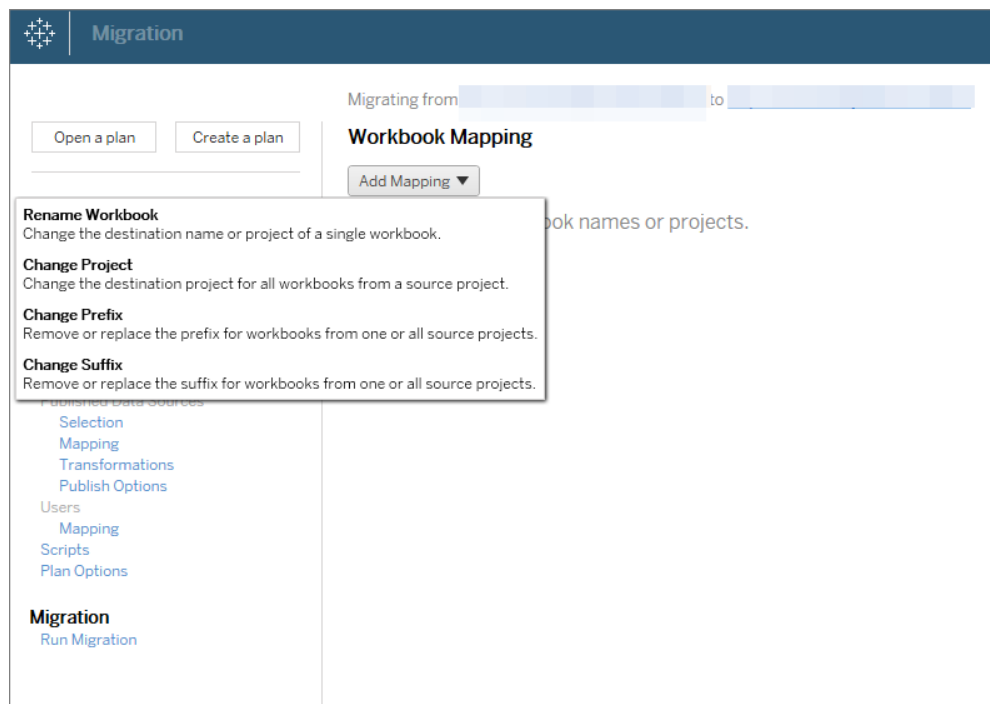 Migration
Migrating from to
Open a plan
Create a plan
Workbook Mapping
Add Mapping ▼
Rename Workbook
Change the destination name or project of a single workbook.
Change Project
Change the destination project for all workbooks from a source project.
Change Prefix
Remove or replace the prefix for workbooks from one or all source projects.
Change Suffix
Remove or replace the suffix for workbooks from one or all source projects.
names or projects.
Published Data Sources
Selection
Mapping
Transformations
Publish Options
Users
Mapping
Scripts
Plan Options
Migration
Run Migration